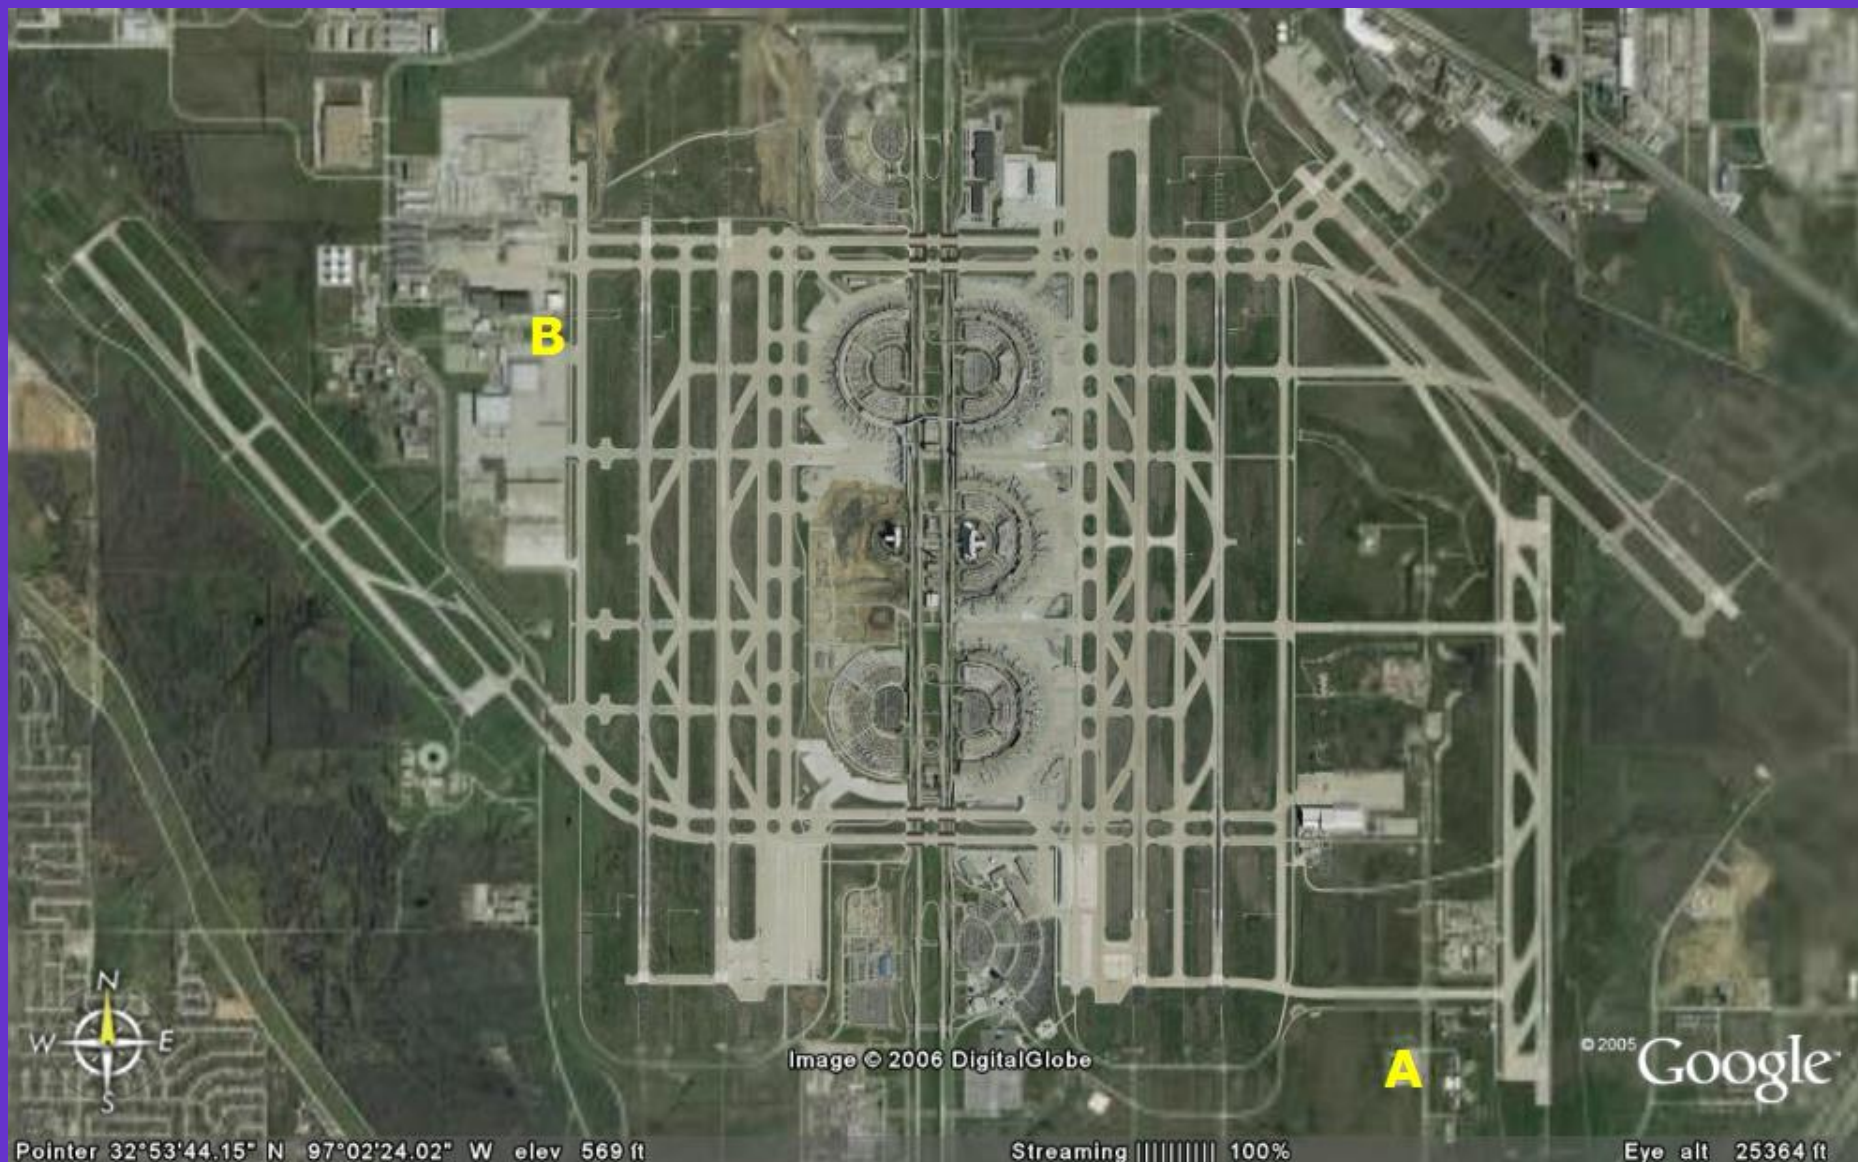 B
N
W E
S
Image © 2006 DigitalGlobe
© 2005 Google™
A
Pointer 32°53'44.15" N 97°02'24.02" W elev 569 ft Streaming |||||||||| 100% Eye alt 25364 ft